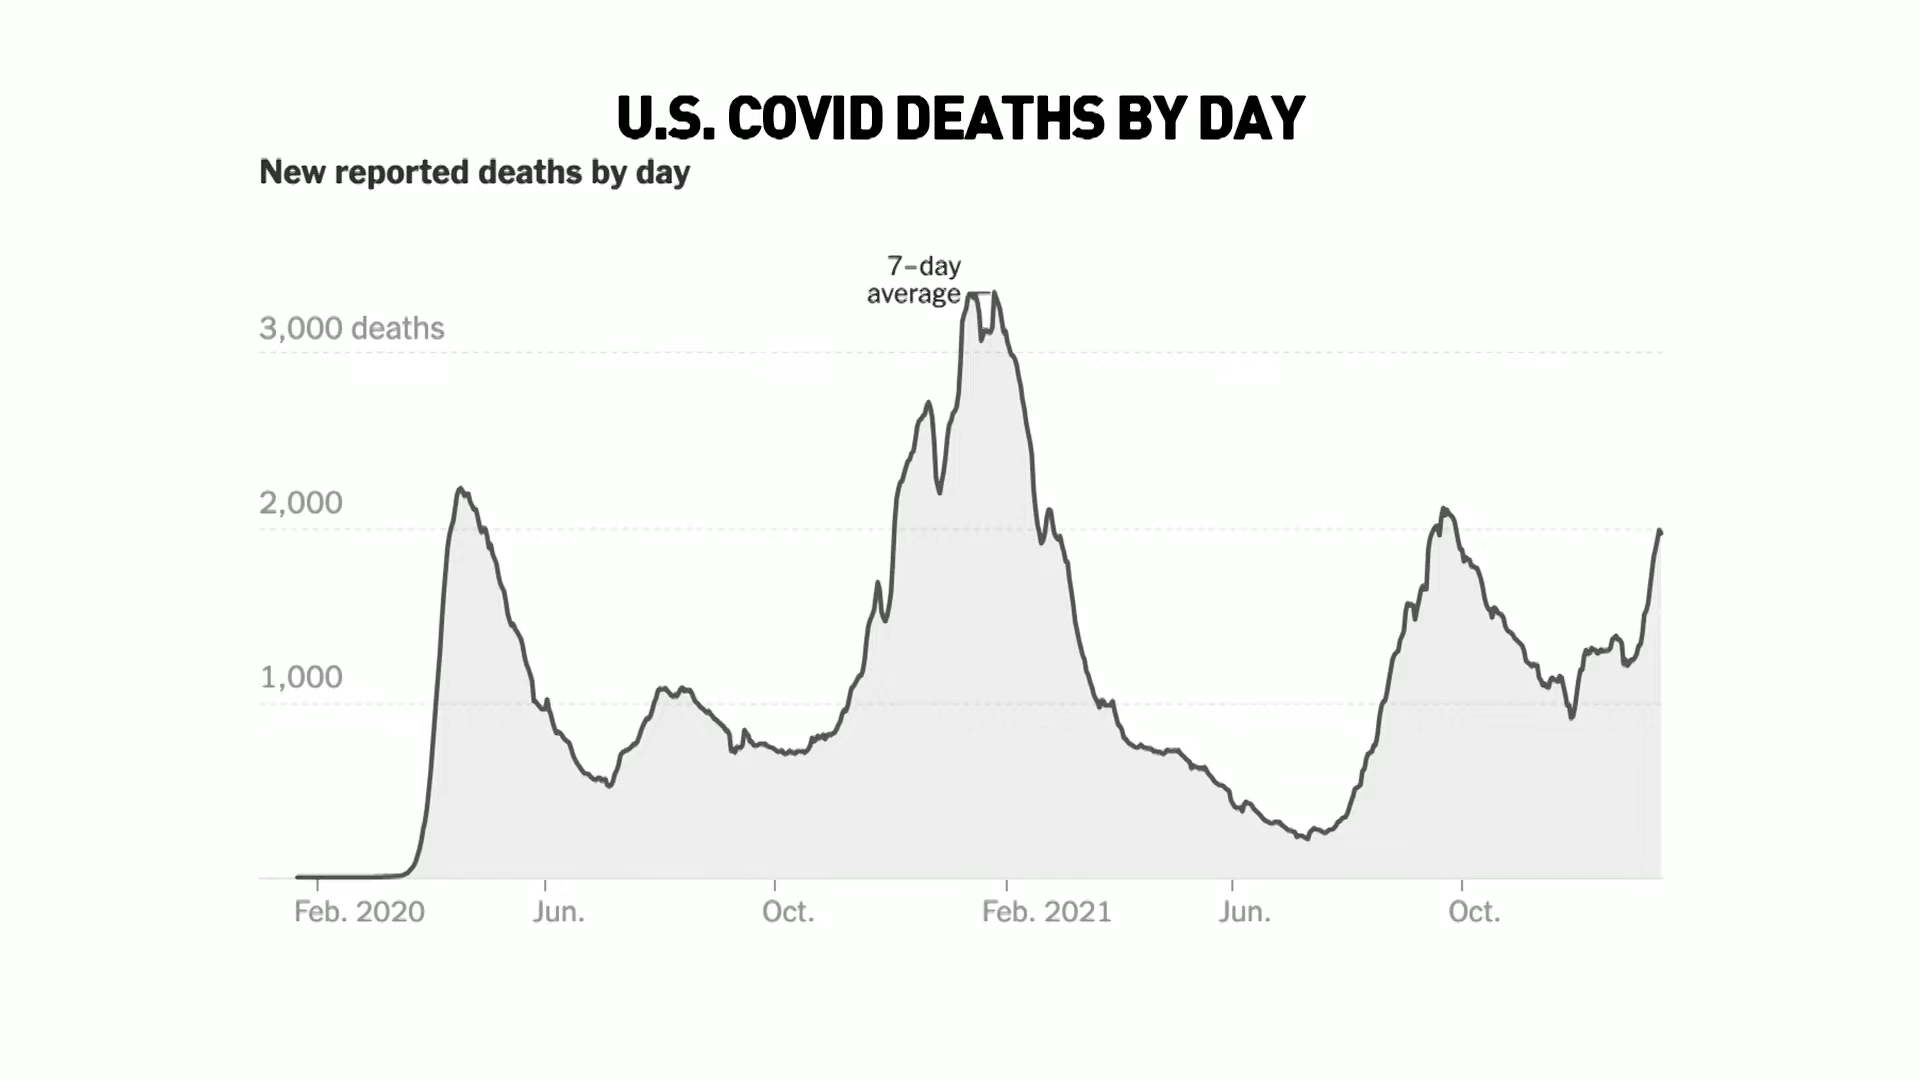 U.S. COVID DEATHS BY DAY
New reported deaths by day
7-day
average
3,000 deaths
2,000
1,000
Feb. 2020 Jun. Oct. Feb. 2021 Jun. Oct.